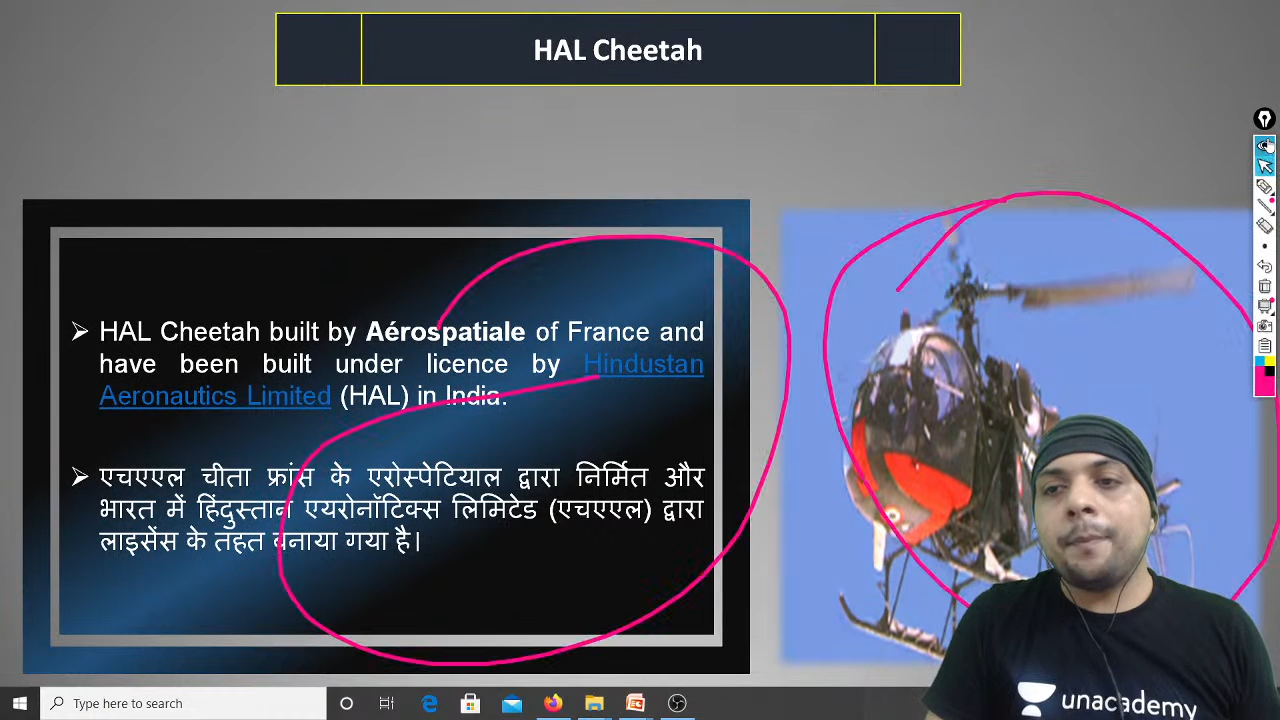 HAL Cheetah
➢ HAL Cheetah built by Aérospatiale of France and
have been built under licence by Hindustan
Aeronautics Limited (HAL) in India.
➢ एचएएल चीता फ्रांस के एरोस्पेटियाल द्वारा निर्मित और
भारत में हिंदुस्तान एयरोनॉटिक्स लिमिटेड (एचएएल) द्वारा
लाइसेंस के तहत बनाया गया है।
unacademy
Type here to search